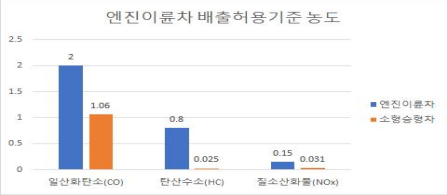 엔진이륜차 배출허용기준 농도
2.5
2
1.5
1
0.5
0
2
1.06
0.8
0.025
0.15
0.031
일산화탄소(CO)
탄산수소(HC)
질소산화물(NOx)
엔진이륜자
소형승형자